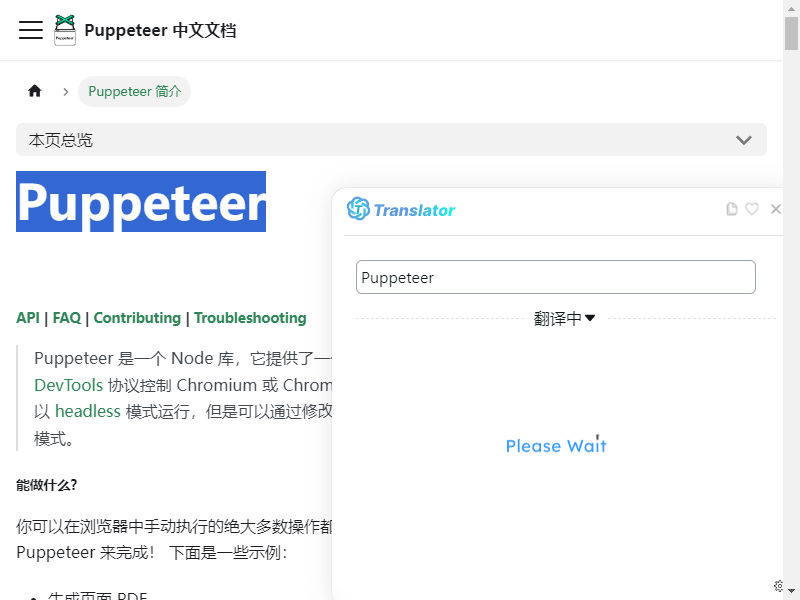 Puppeteer 中文文档
Puppeteer 简介
本页总览
Puppeteer
Translator
Puppeteer
翻译中
Please Wait
API | FAQ | Contributing | Troubleshooting
Puppeteer 是一个 Node 库，它提供了一
DevTools 协议控制 Chromium 或 Chrom
以 headless 模式运行，但是可以通过修改
模式。
能做什么?
你可以在浏览器中手动执行的绝大多数操作都
Puppeteer 来完成！ 下面是一些示例：
生成页面 PDF